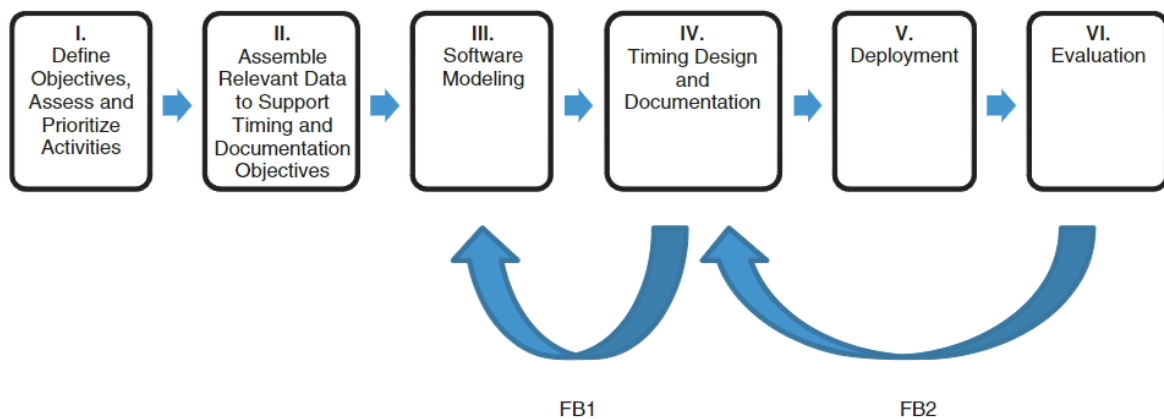 I.
Define
Objectives,
Assess and
Prioritize
Activities
II.
Assemble
Relevant Data
to Support
Timing and
Documentation
Objectives
III.
Software
Modeling
IV.
Timing Design
and
Documentation
V.
Deployment
VI.
Evaluation
FB1
FB2